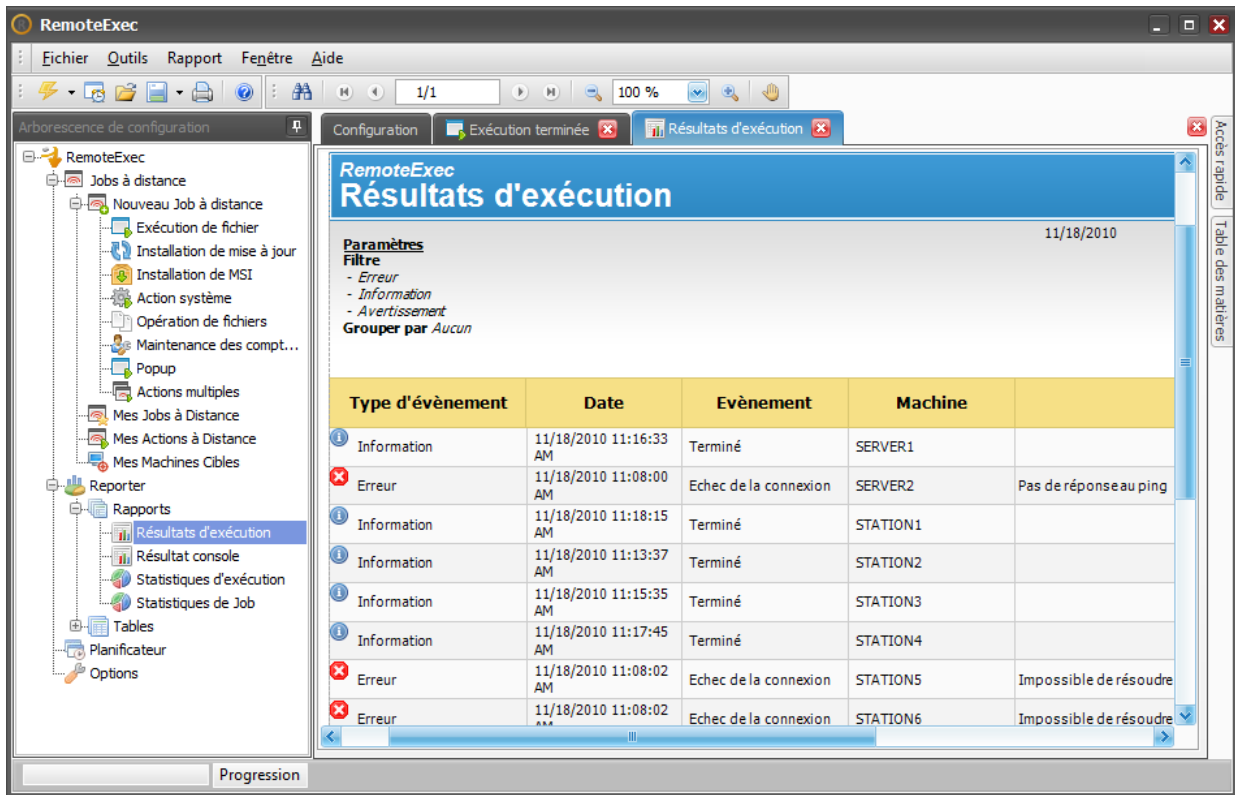 RemoteExec
Fichier Outils Rapport Fenêtre Aide
1/1
100 %
Arborescence de configuration
RemoteExec
Jobs à distance
Nouveau Job à distance
Exécution de fichier
Installation de mise à jour
Installation de MSI
Action système
Opération de fichiers
Maintenance des compt...
Popup
Actions multiples
Mes Jobs à Distance
Mes Actions à Distance
Mes Machines Cibles
Reporter
Rapports
Résultats d'exécution
Résultat console
Statistiques d'exécution
Statistiques de Job
Tables
Planificateur
Options
Configuration Exécution terminée Résultats d'exécution
RemoteExec
Résultats d'exécution
11/18/2010
Paramètres
Filtre
- Erreur
- Information
- Avertissement
Grouper par Aucun
Type d'évènement Date Evènement Machine
Information 11/18/2010 11:16:33 AM Terminé SERVER1
Erreur 11/18/2010 11:08:00 AM Echec de la connexion SERVER2 Pas de réponse au ping
Information 11/18/2010 11:18:15 AM Terminé STATION1
Information 11/18/2010 11:13:37 AM Terminé STATION2
Information 11/18/2010 11:15:35 AM Terminé STATION3
Information 11/18/2010 11:17:45 AM Terminé STATION4
Erreur 11/18/2010 11:08:02 AM Echec de la connexion STATION5 Impossible de résoudre
Erreur 11/18/2010 11:08:02 AM Echec de la connexion STATION6 Impossible de résoudre
Accès rapide
Table des matières
Progression